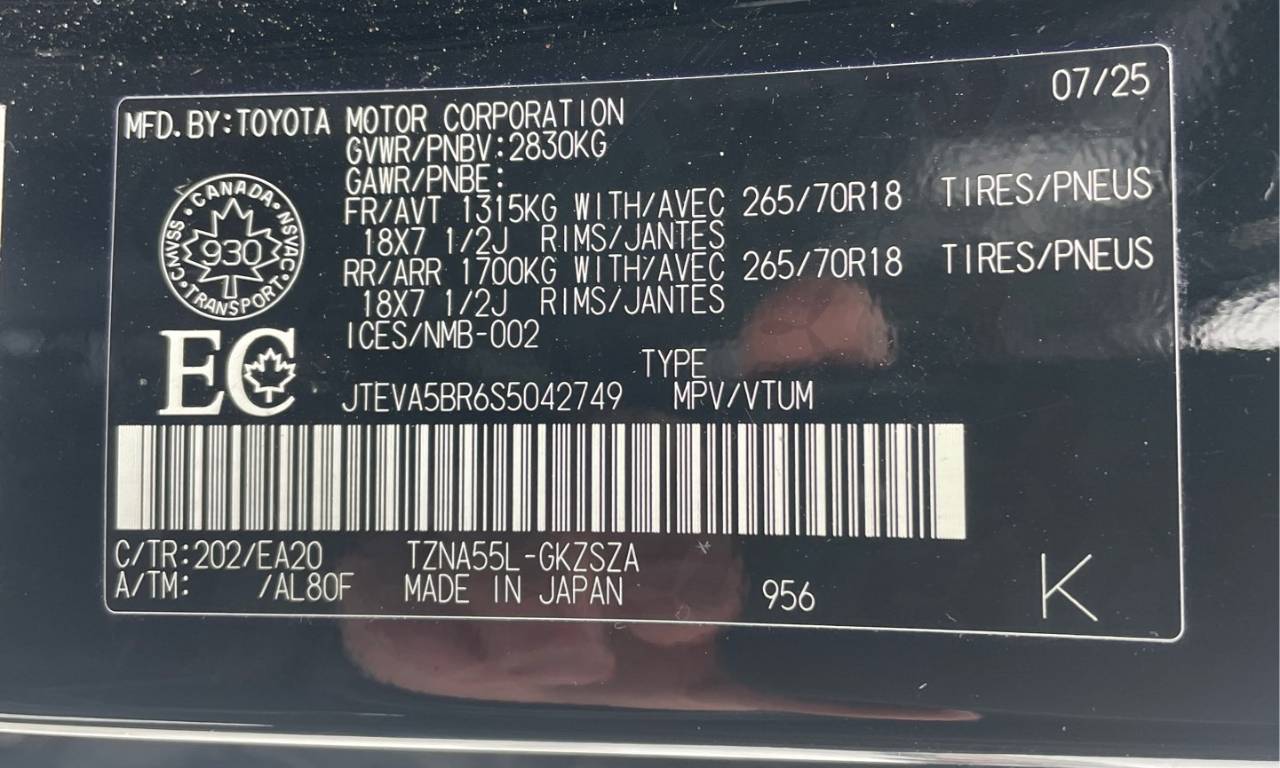 07/25
MFD. BY: TOYOTA MOTOR CORPORATION
GVWR/PNBV: 2830KG
GAWR/PNBE:
FR/AVT 1315KG WITH/AVEC 265/70R18 TIRES/PNEUS
18X7 1/2J RIMS/JANTES
RR/ARR 1700KG WITH/AVEC 265/70R18 TIRES/PNEUS
18X7 1/2J RIMS/JANTES
ICES/NMB-002
CANADA · NSVAC · TRANSPORT · CMVSS ·
930
EC
TYPE
JTEVA5BR6S5042749 MPV/VTUM
C/TR: 202/EA20 TZNA55L-GKZSZA
A/TM: /AL80F MADE IN JAPAN 956 K